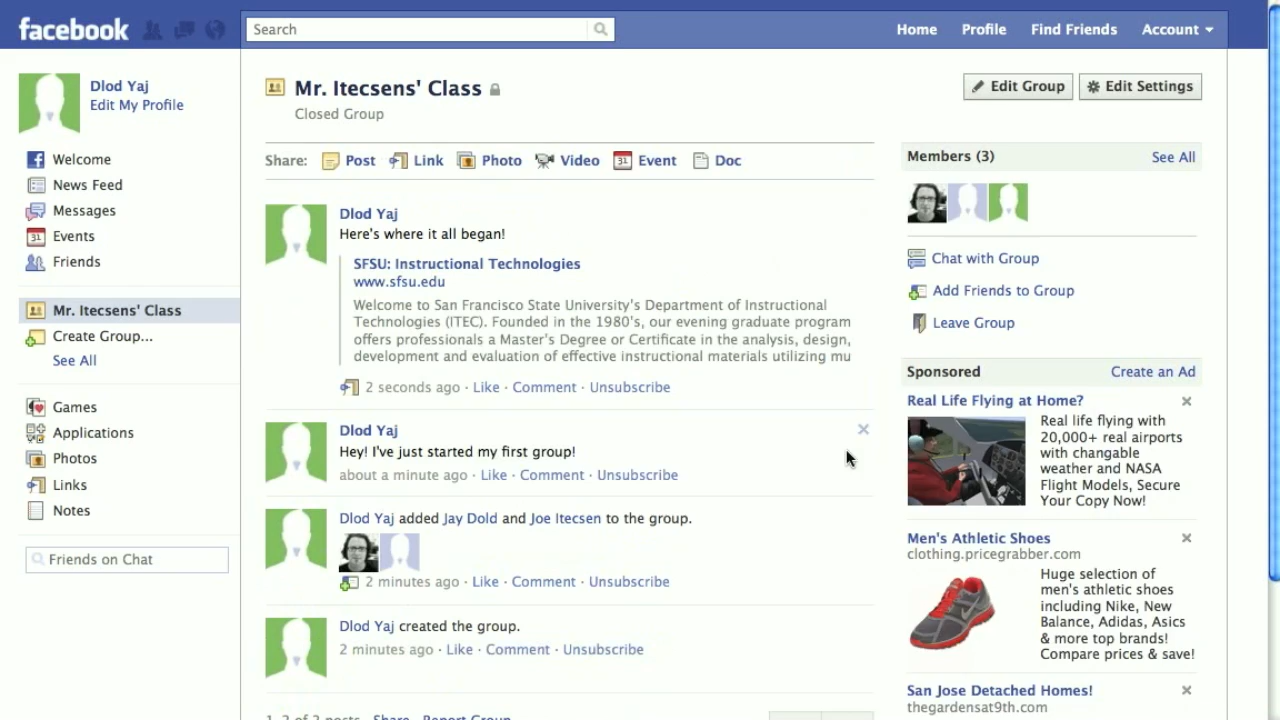 facebook
Search
Home
Profile
Find Friends
Account
Dlod Yaj
Edit My Profile
Welcome
News Feed
Messages
31 Events
Friends
Mr. Itecsens' Class
Create Group...
See All
Games
Applications
Photos
Links
Notes
Friends on Chat
Mr. Itecsens' Class
Closed Group
Edit Group
Edit Settings
Share: Post Link Photo Video 31 Event Doc
Dlod Yaj
Here's where it all began!
SFSU: Instructional Technologies
www.sfsu.edu
Welcome to San Francisco State University's Department of Instructional
Technologies (ITEC). Founded in the 1980's, our evening graduate program
offers professionals a Master's Degree or Certificate in the analysis, design,
development and evaluation of effective instructional materials utilizing mu
2 seconds ago · Like · Comment · Unsubscribe
Dlod Yaj
Hey! I've just started my first group!
about a minute ago · Like · Comment · Unsubscribe
Dlod Yaj added Jay Dold and Joe Itecsen to the group.
2 minutes ago · Like · Comment · Unsubscribe
Dlod Yaj created the group.
2 minutes ago · Like · Comment · Unsubscribe
Share · Report Group
Members (3)
See All
Chat with Group
Add Friends to Group
Leave Group
Sponsored
Create an Ad
Real Life Flying at Home?
Real life flying with
20,000+ real airports
with changable
weather and NASA
Flight Models, Secure
Your Copy Now!
Men's Athletic Shoes
clothing.pricegrabber.com
Huge selection of
men's athletic shoes
including Nike, New
Balance, Adidas, Asics
& more top brands!
Compare prices & save!
San Jose Detached Homes!
thegardensat9th.com